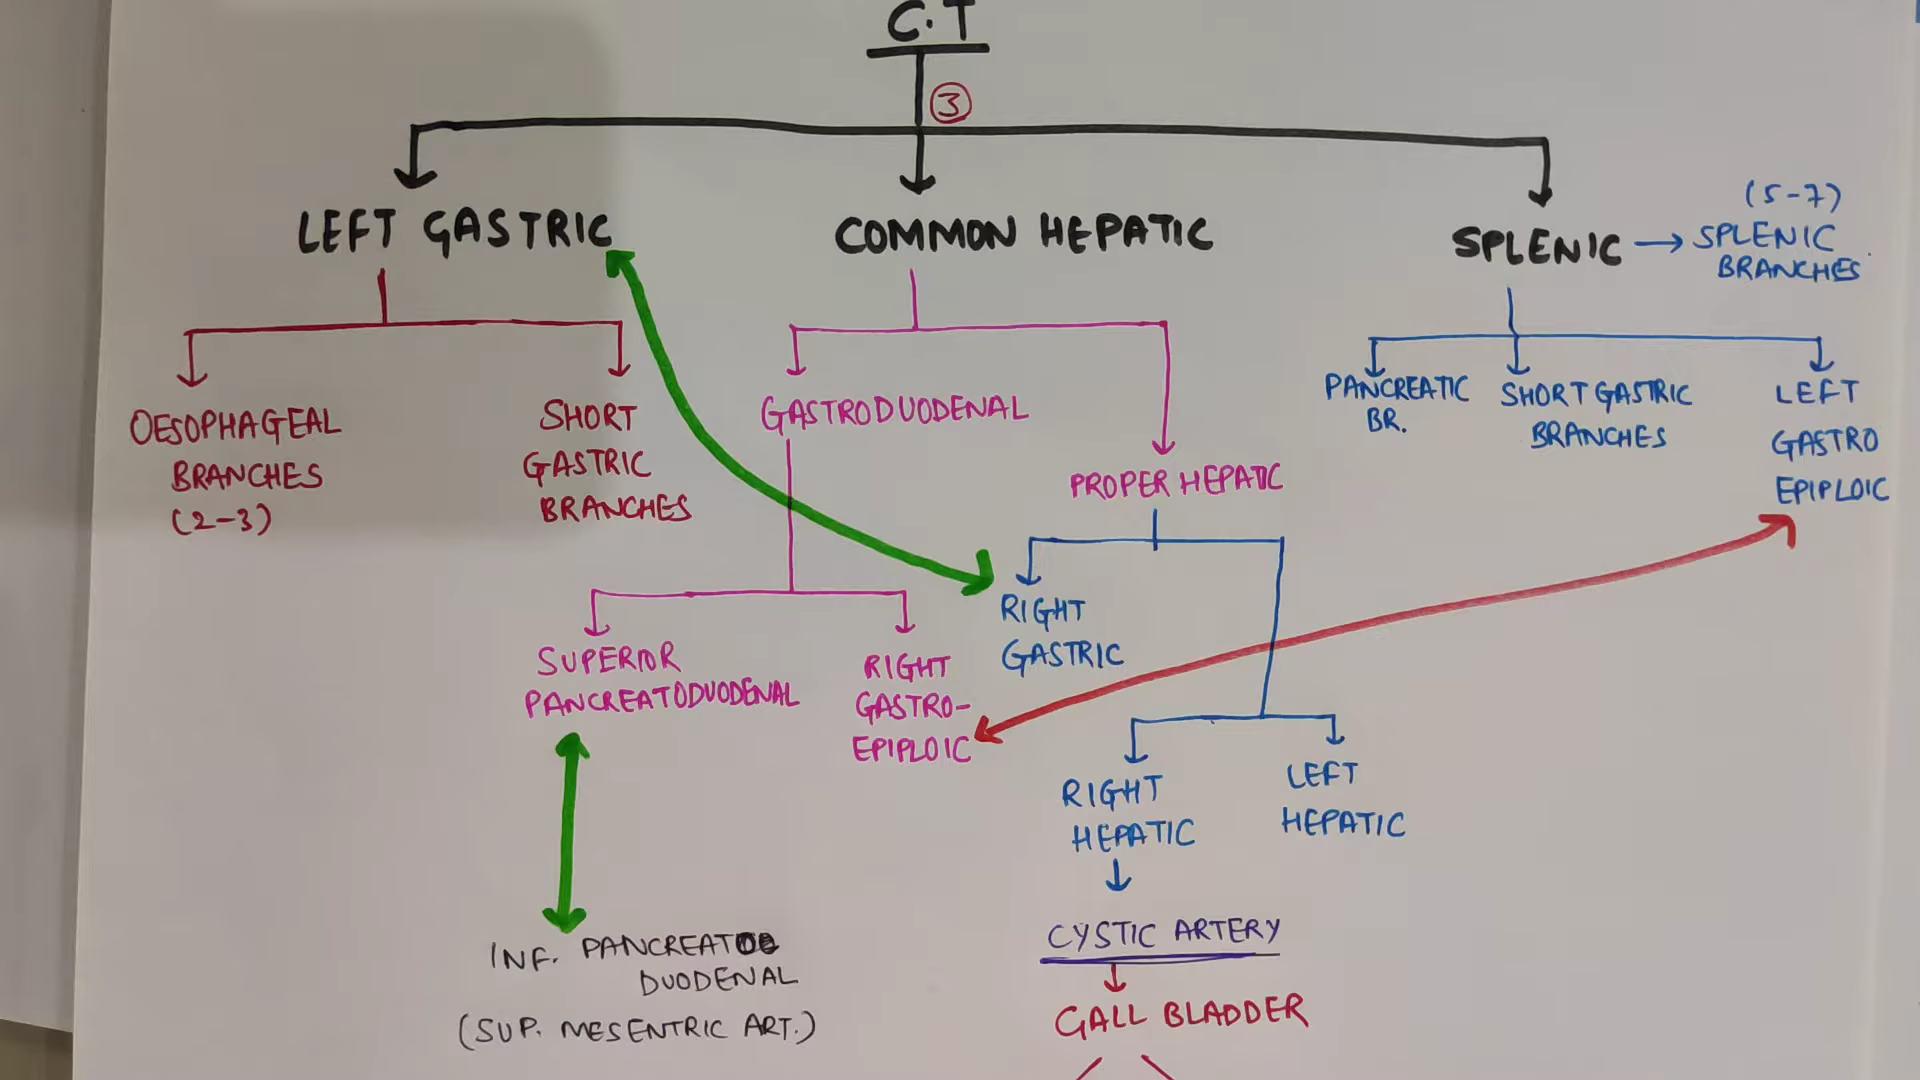 C.T
3
LEFT GASTRIC
COMMON HEPATIC
SPLENIC → SPLENIC
(5-7)
BRANCHES
OESOPHAGEAL
BRANCHES
(2-3)
SHORT
GASTRIC
BRANCHES
GASTRODUODENAL
PROPER HEPATIC
PANCREATIC
BR.
SHORT GASTRIC
BRANCHES
LEFT
GASTRO
EPIPLOIC
SUPERIOR
PANCREATODUODENAL
RIGHT
GASTRO-
EPIPLOIC
RIGHT
GASTRIC
RIGHT
HEPATIC
LEFT
HEPATIC
INF. PANCREATO
DUODENAL
(SUP. MESENTRIC ART.)
CYSTIC ARTERY
GALL BLADDER